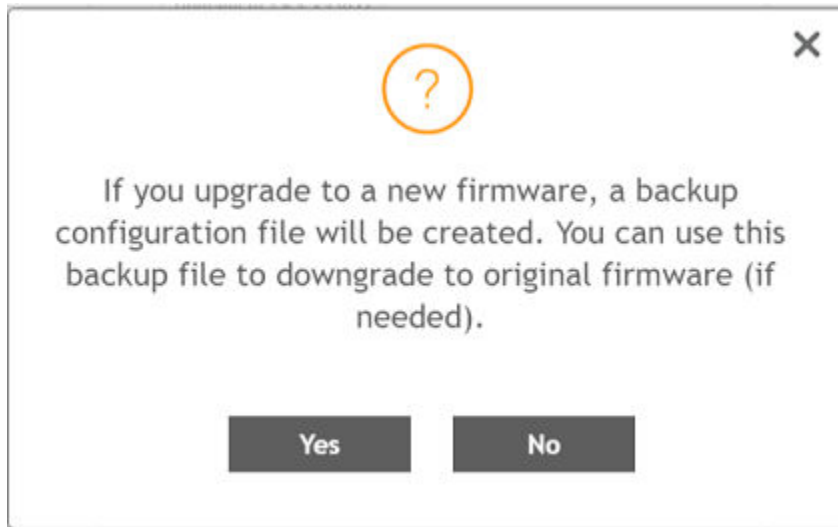 ?
If you upgrade to a new firmware, a backup
configuration file will be created. You can use this
backup file to downgrade to original firmware (if
needed).
Yes No